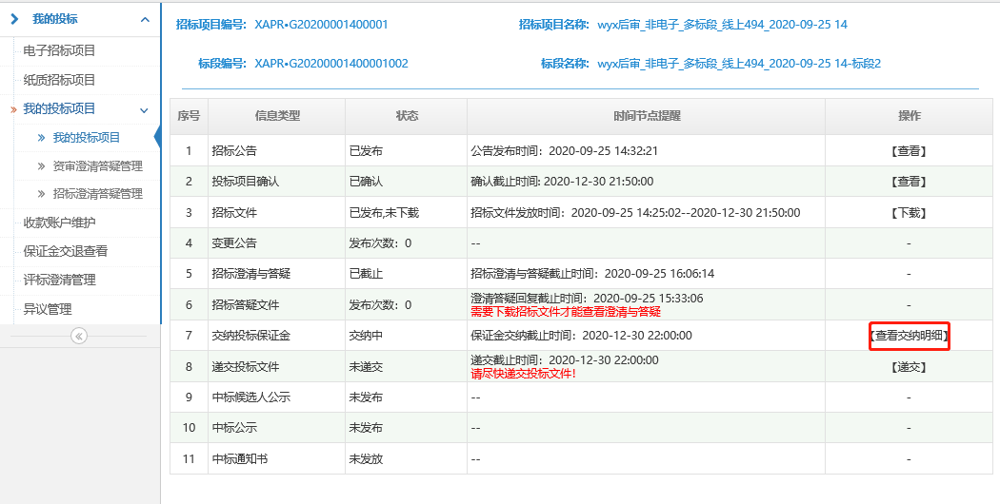 我的投标
电子招标项目
纸质招标项目
我的投标项目
我的投标项目
资审澄清答疑管理
招标澄清答疑管理
收款账户维护
保证金交退查看
评标澄清管理
异议管理
招标项目编号: XAPR•G20200001400001 招标项目名称: wyx后审_非电子_多标段_线上494_2020-09-25 14
标段编号: XAPR•G20200001400001002 标段名称: wyx后审_非电子_多标段_线上494_2020-09-25 14-标段2
序号 信息类型 状态 时间节点提醒 操作
1 招标公告 已发布 公告发布时间：2020-09-25 14:32:21 【查看】
2 投标项目确认 已确认 确认截止时间: 2020-12-30 21:50:00 【查看】
3 招标文件 已发布,未下载 招标文件发放时间：2020-09-25 14:25:02--2020-12-30 21:50:00 【下载】
4 变更公告 发布次数：0 -- -
5 招标澄清与答疑 已截止 招标澄清与答疑截止时间：2020-09-25 16:06:14 -
6 招标答疑文件 发布次数：0 澄清答疑回复截止时间：2020-09-25 15:33:06 -
需要下载招标文件才能查看澄清与答疑
7 交纳投标保证金 交纳中 保证金交纳截止时间：2020-12-30 22:00:00 【查看交纳明细】
8 递交投标文件 未递交 递交截止时间：2020-12-30 22:00:00 【递交】
请尽快递交投标文件!
9 中标候选人公示 未发布 -- -
10 中标公示 未发布 -- -
11 中标通知书 未发放 -- -